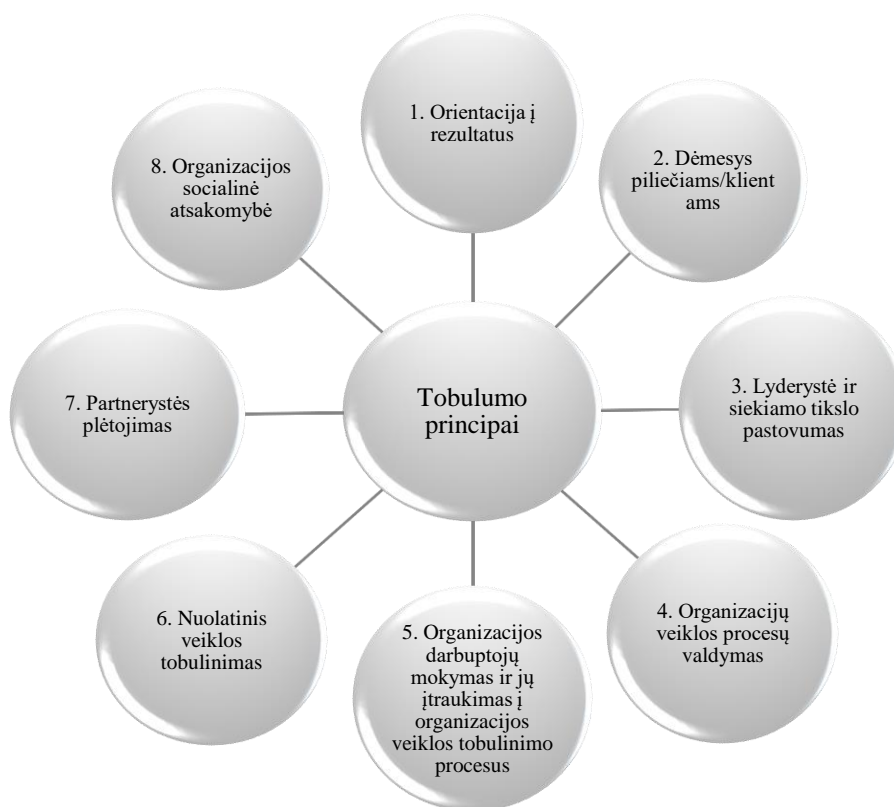 1. Orientacija į
rezultatus
2. Dėmesys
piliečiams/klient
ams
3. Lyderystė ir
siekiamo tikslo
pastovumas
4. Organizacijų
veiklos procesų
valdymas
5. Organizacijos
darbuptojų
mokymas ir jų
įtraukimas į
organizacijos
veiklos tobulinimo
procesus
6. Nuolatinis
veiklos
tobulinimas
7. Partnerystės
plėtojimas
8. Organizacijos
socialinė
atsakomybė
Tobulumo
principai